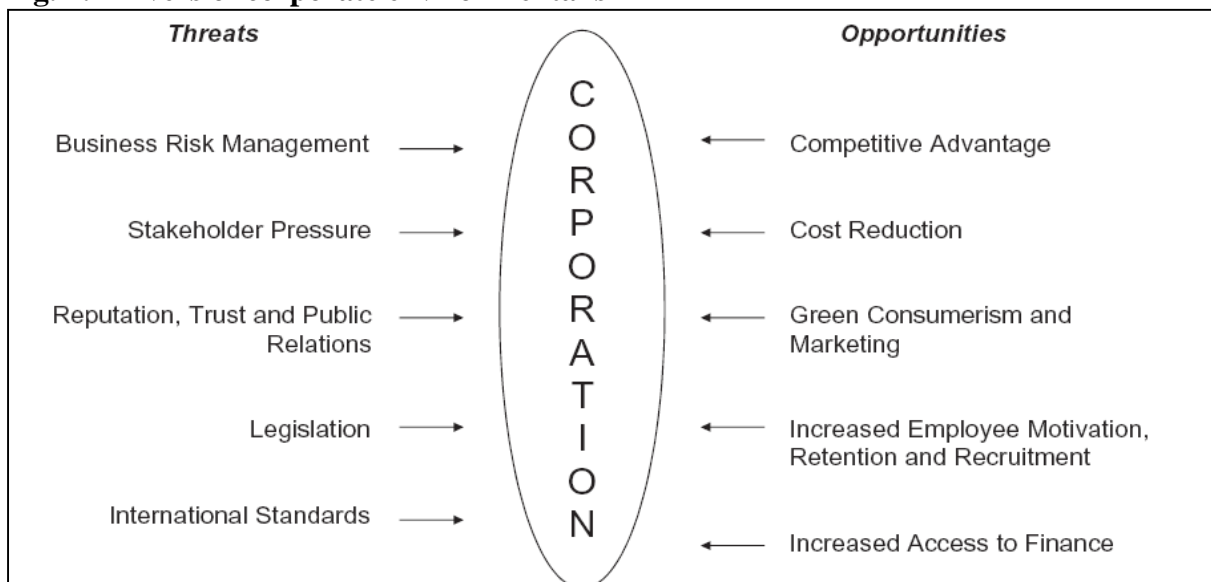 Threats
Opportunities
CORPORATION
Business Risk Management
Competitive Advantage
Stakeholder Pressure
Cost Reduction
Reputation, Trust and Public
Relations
Green Consumerism and
Marketing
Legislation
Increased Employee Motivation,
Retention and Recruitment
International Standards
Increased Access to Finance